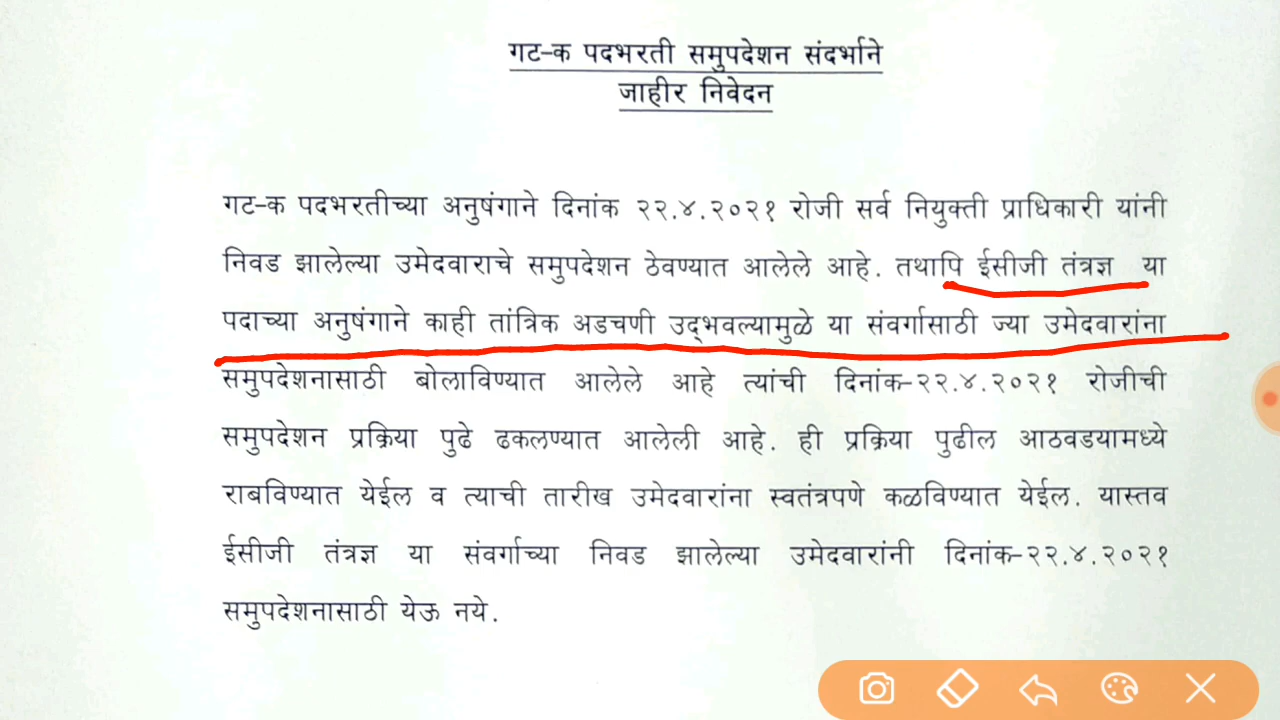 गट-क पदभरती समुपदेशन संदर्भाने
जाहीर निवेदन
गट-क पदभरतीच्या अनुषंगाने दिनांक २२.४.२०२१ रोजी सर्व नियुक्ती प्राधिकारी यांनी
निवड झालेल्या उमेदवाराचे समुपदेशन ठेवण्यात आलेले आहे. तथापि ईसीजी तंत्रज्ञ या
पदाच्या अनुषंगाने काही तांत्रिक अडचणी उद्‌भवल्यामुळे या संवर्गासाठी ज्या उमेदवारांना
समुपदेशनासाठी बोलाविण्यात आलेले आहे त्यांची दिनांक-२२.४.२०२१ रोजीची
समुपदेशन प्रक्रिया पुढे ढकलण्यात आलेली आहे. ही प्रक्रिया पुढील आठवडयामध्ये
राबविण्यात येईल व त्याची तारीख उमेदवारांना स्वतंत्रपणे कळविण्यात येईल. यास्तव
ईसीजी तंत्रज्ञ या संवर्गाच्या निवड झालेल्या उमेदवारांनी दिनांक-२२.४.२०२१
समुपदेशनासाठी येऊ नये.